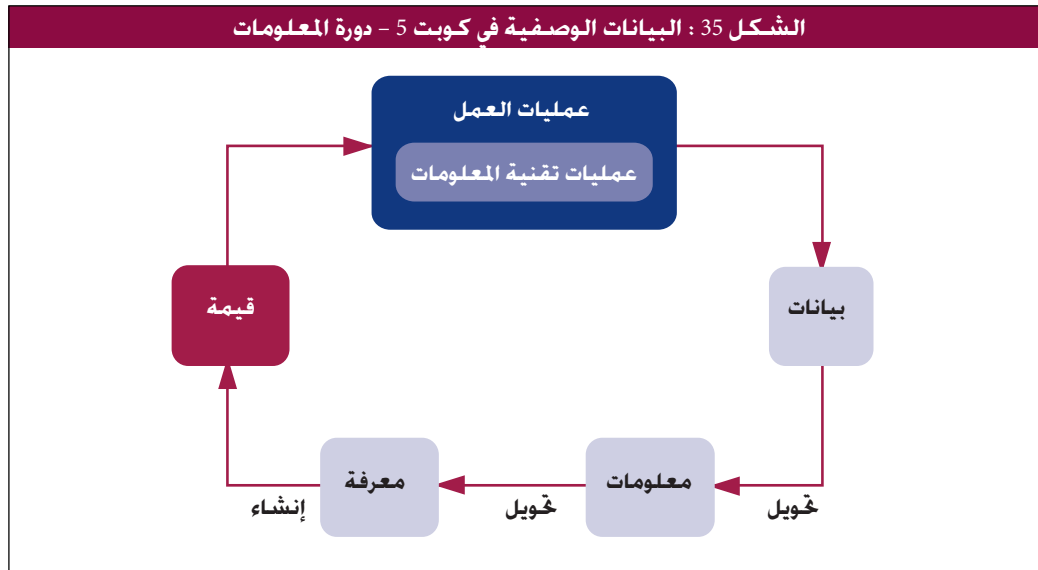 الشكل 35 : البيانات الوصفية في كوبت 5 – دورة المعلومات
عمليات العمل
عمليات تقنية المعلومات
قيمة
بيانات
معرفة
معلومات
إنشاء
تحويل
تحويل